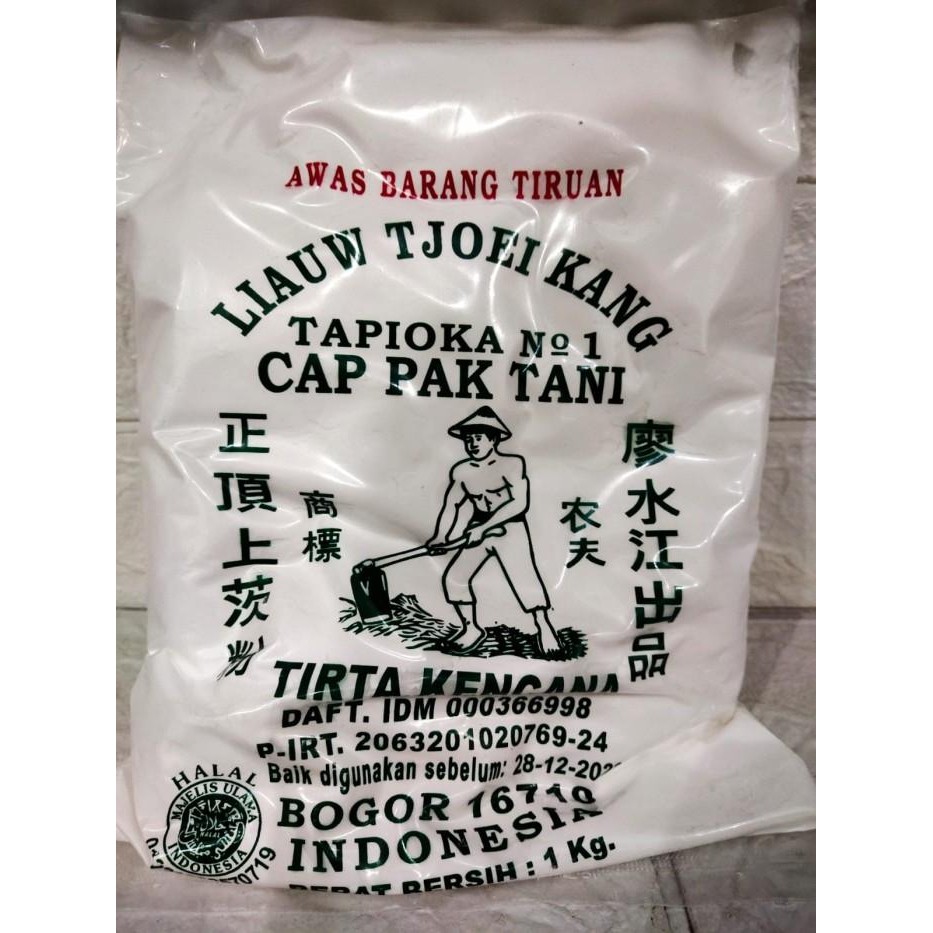 AWAS BARANG TIRUAN
LIAUW TJOEI KANG
TAPIOKA No 1
CAP PAK TANI
正頂上茨粉
商標
农夫
廖水江出品
TIRTA KENCANA
DAFT. IDM 000366998
P-IRT. 2063201020769-24
Baik digunakan sebelum: 28-12-202
BOGOR 16710
INDONESIA
BERAT BERSIH : 1 Kg.
HALAL
MAJELIS ULAMA
INDONESIA